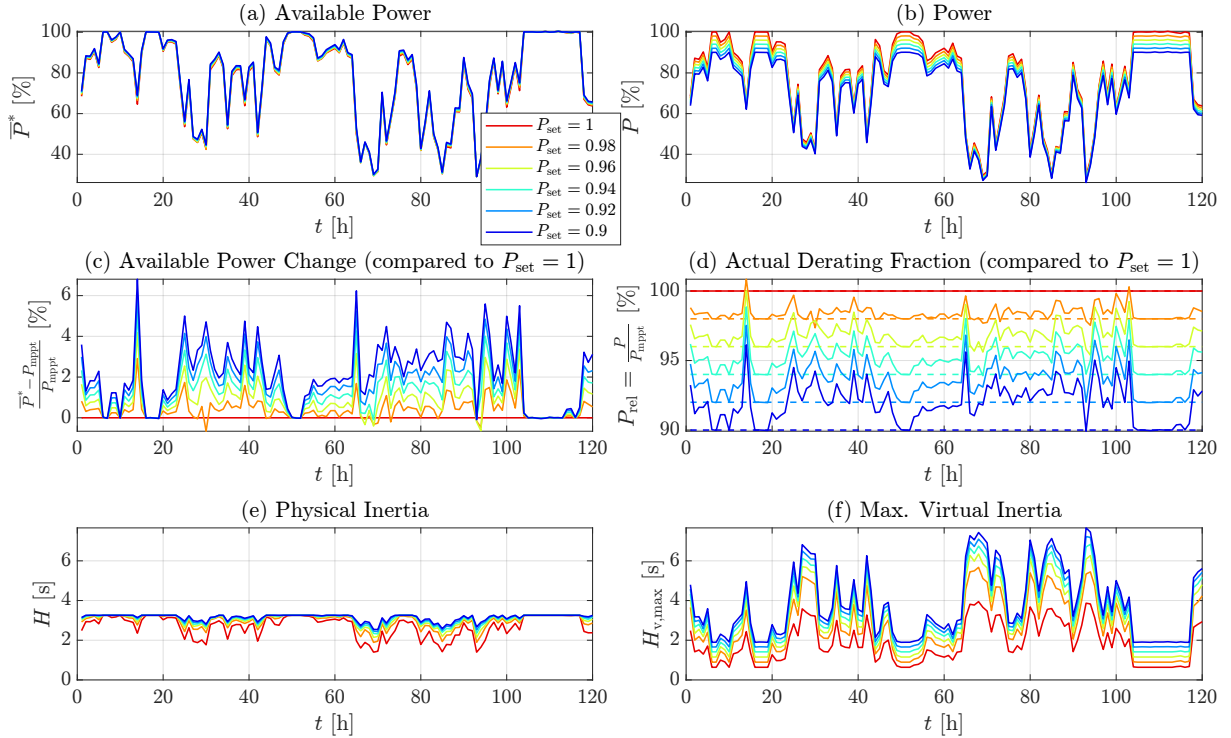 (a) Available Power
100
80
60
40
0 20 40 60 80 100 120
P̅* [%]
t [h]
(b) Power
100
80
60
40
0 20 40 60 80 100 120
P [%]
t [h]
P_set = 1
P_set = 0.98
P_set = 0.96
P_set = 0.94
P_set = 0.92
P_set = 0.9
(c) Available Power Change (compared to P_set = 1)
6
4
2
0
0 20 40 60 80 100 120
(P̅* − P_mppt)/P_mppt [%]
t [h]
(d) Actual Derating Fraction (compared to P_set = 1)
100
95
90
0 20 40 60 80 100 120
P_rel = P/P_mppt [%]
t [h]
(e) Physical Inertia
6
4
2
0
0 20 40 60 80 100 120
H [s]
t [h]
(f) Max. Virtual Inertia
6
4
2
0
0 20 40 60 80 100 120
H_v,max [s]
t [h]